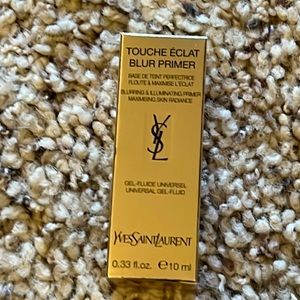 TOUCHE ÉCLAT
BLUR PRIMER
BASE DE TEINT PERFECTRICE
FLOUTE & MAXIMISE L'ÉCLAT
BLURRING & ILLUMINATING PRIMER
MAXIMISING SKIN RADIANCE
YSL
GEL-FLUIDE UNIVERSEL
UNIVERSAL GEL-FLUID
YVESSAINTLAURENT
0.33 fl.oz. ℮ 10 ml